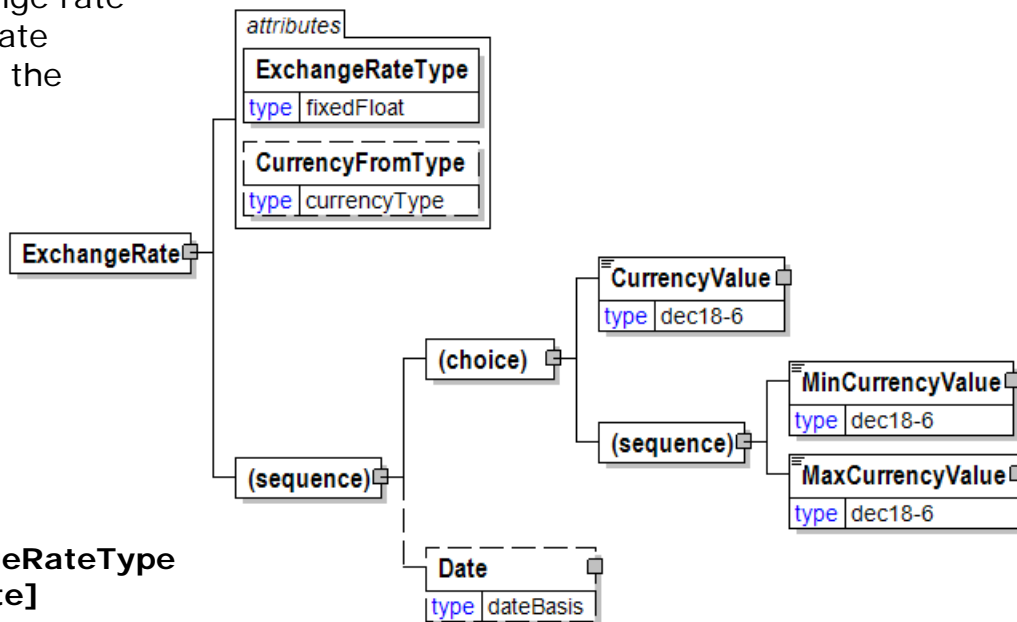 nge rate
ate
the
attributes
ExchangeRateType
type fixedFloat
CurrencyFromType
type currencyType
ExchangeRate
CurrencyValue
type dec18-6
(choice)
MinCurrencyValue
type dec18-6
(sequence)
MaxCurrencyValue
type dec18-6
(sequence)
Date
type dateBasis
eRateType
te]